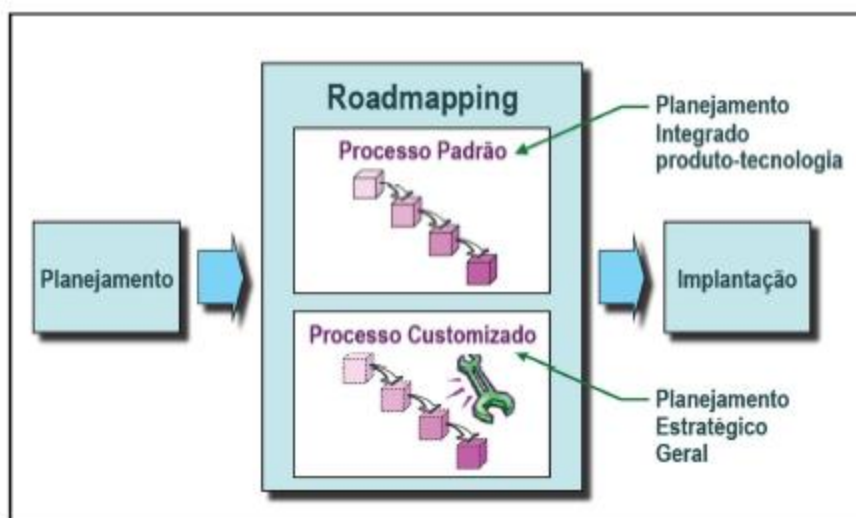 Roadmapping
Processo Padrão
Planejamento
Integrado
produto-tecnologia
Planejamento
Implantação
Processo Customizado
Planejamento
Estratégico
Geral